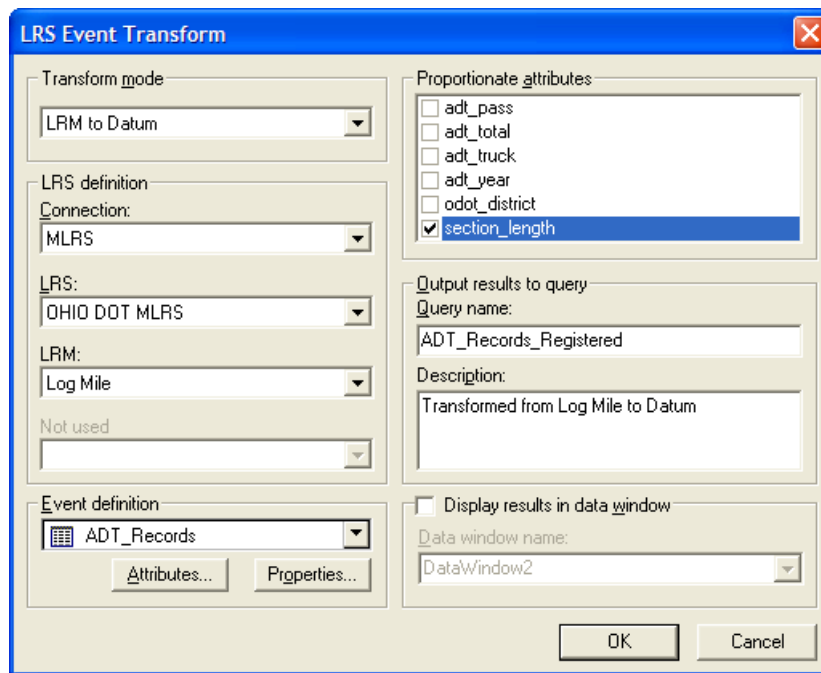 LRS Event Transform
Transform mode
LRM to Datum
LRS definition
Connection:
MLRS
LRS:
OHIO DOT MLRS
LRM:
Log Mile
Not used
Event definition
ADT_Records
Attributes...
Properties...
Proportionate attributes
adt_pass
adt_total
adt_truck
adt_year
odot_district
section_length
Output results to query
Query name:
ADT_Records_Registered
Description:
Transformed from Log Mile to Datum
Display results in data window
Data window name:
DataWindow2
OK
Cancel